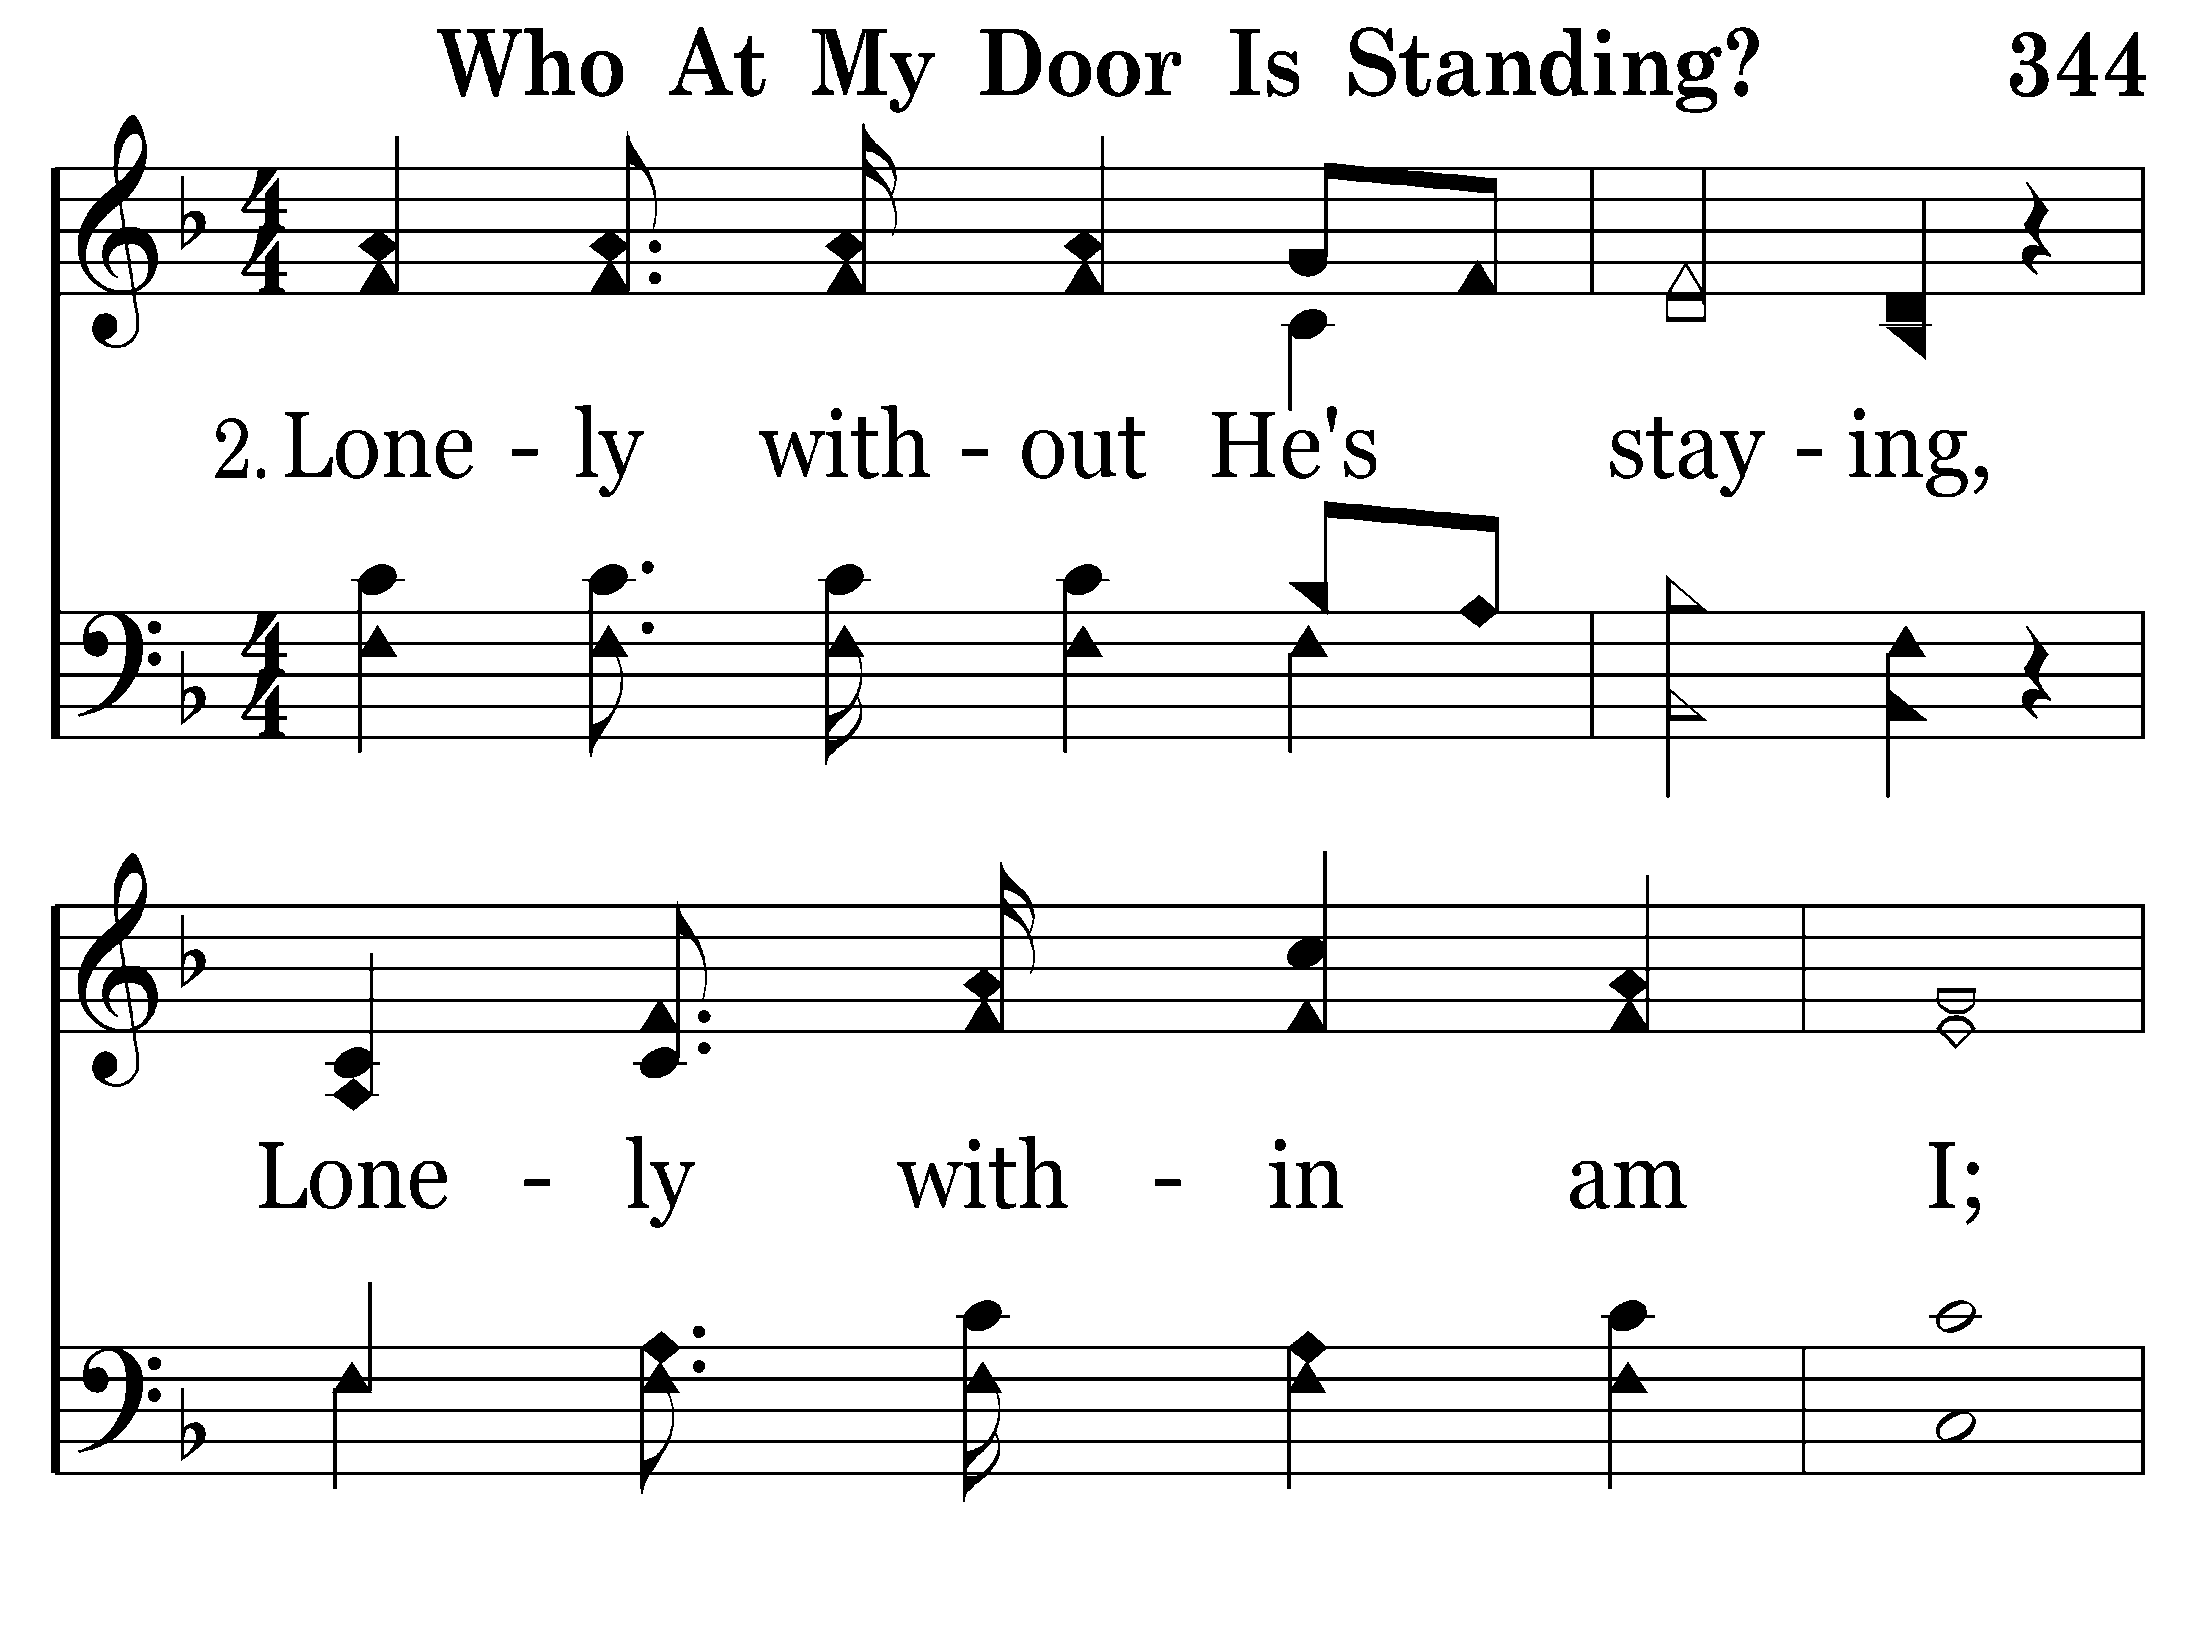 Who At My Door Is Standing? 344
2. Lone - ly with - out He's stay - ing,
Lone - ly with - in am I;